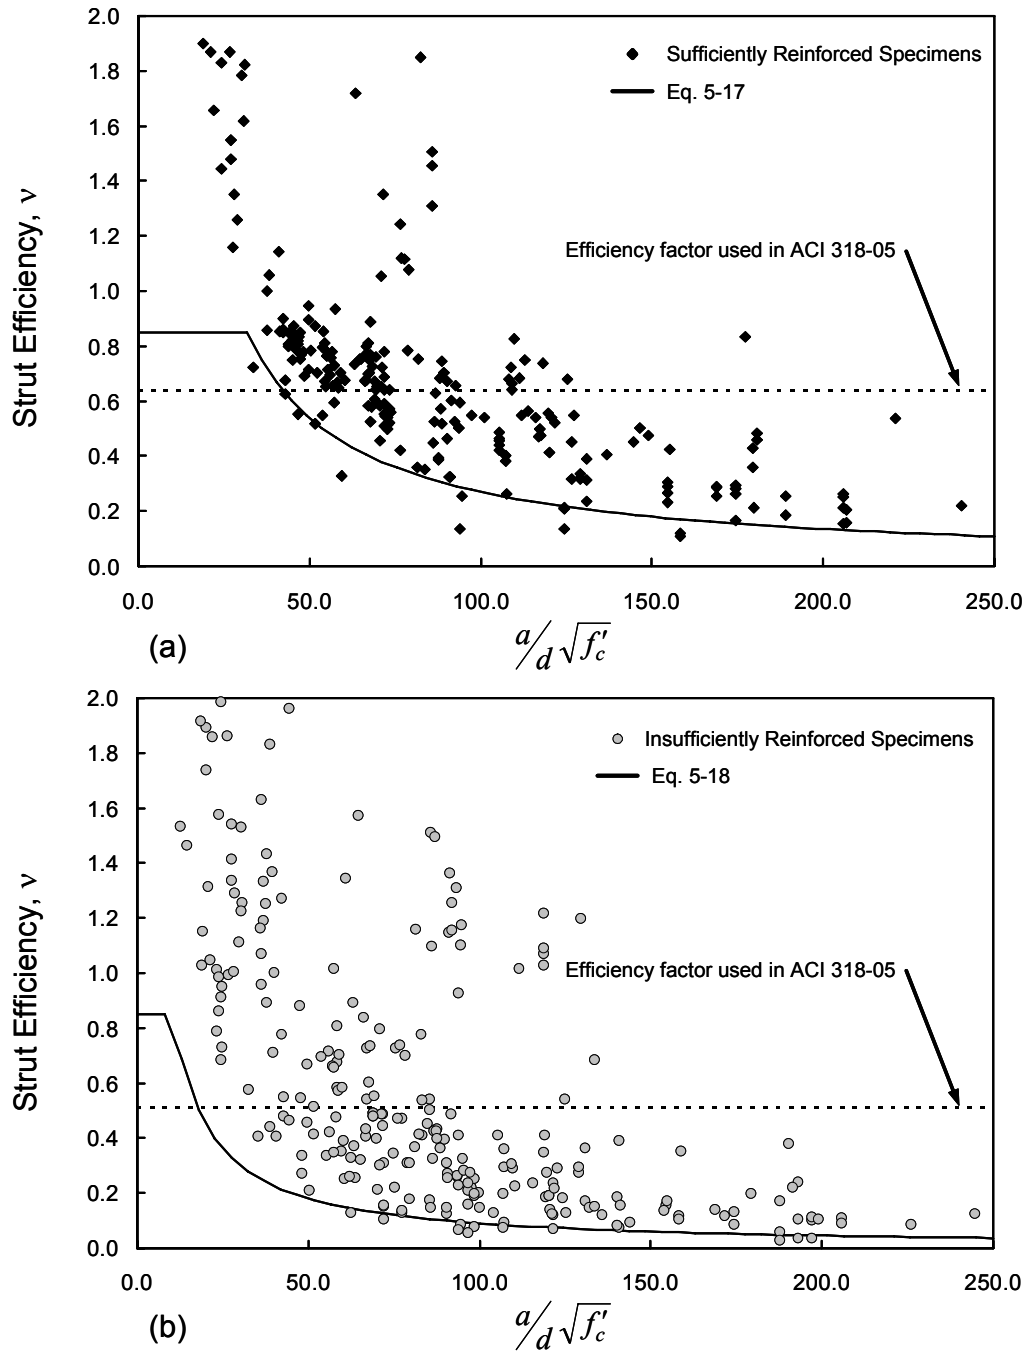 2.0
1.8
1.6
1.4
1.2
1.0
0.8
0.6
0.4
0.2
0.0
Strut Efficiency, ν
Sufficiently Reinforced Specimens
Eq. 5-17
Efficiency factor used in ACI 318-05
0.0 50.0 100.0 150.0 200.0 250.0
(a)
a/d √f′c
2.0
1.8
1.6
1.4
1.2
1.0
0.8
0.6
0.4
0.2
0.0
Strut Efficiency, ν
Insufficiently Reinforced Specimens
Eq. 5-18
Efficiency factor used in ACI 318-05
0.0 50.0 100.0 150.0 200.0 250.0
(b)
a/d √f′c